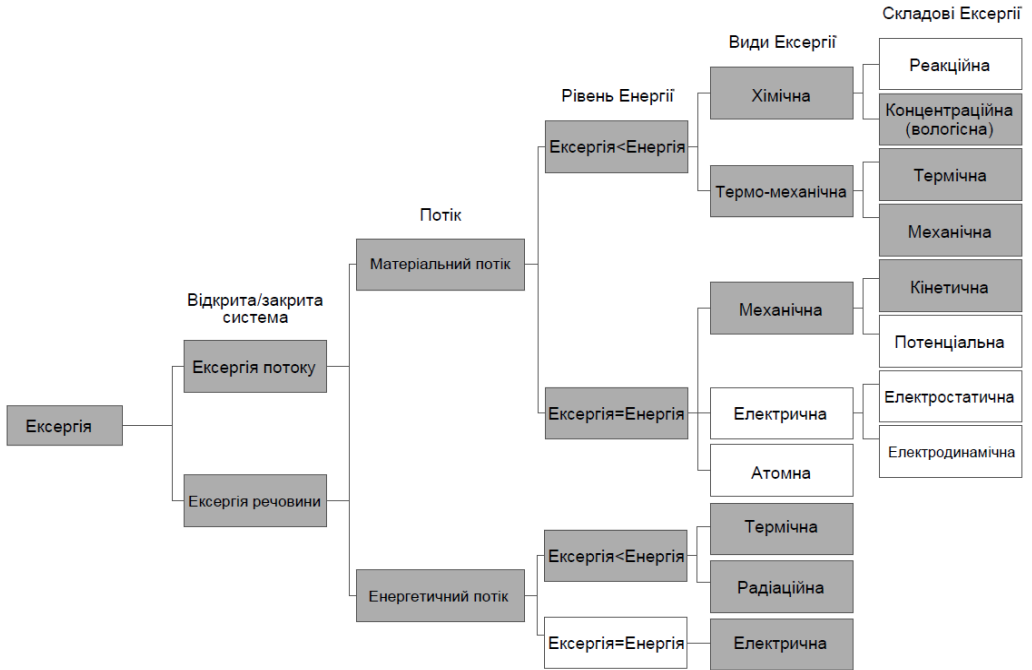 Складові Ексергії
Види Ексергії
Рівень Енергії
Потік
Відкрита/закрита
система
Ексергія
Ексергія потоку
Ексергія речовини
Матеріальний потік
Енергетичний потік
Ексергія<Енергія
Ексергія=Енергія
Ексергія<Енергія
Ексергія=Енергія
Хімічна
Термо-механічна
Механічна
Електрична
Атомна
Термічна
Радіаційна
Електрична
Реакційна
Концентраційна
(вологісна)
Термічна
Механічна
Кінетична
Потенціальна
Електростатична
Електродинамічна